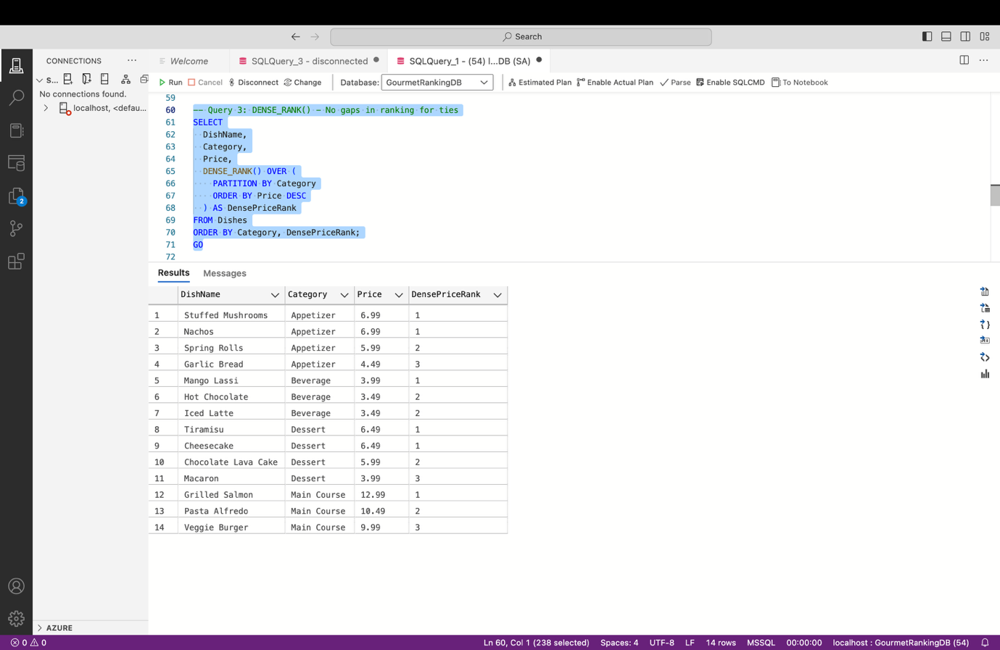 Search
CONNECTIONS
Welcome
SQLQuery_3 - disconnected
SQLQuery_1 - (54) l...DB (SA)
S...
Run
Cancel
Disconnect
Change
Database:
GourmetRankingDB
Estimated Plan
Enable Actual Plan
Parse
Enable SQLCMD
To Notebook
No connections found.
localhost, <defau...
2
59
60 -- Query 3: DENSE_RANK() - No gaps in ranking for ties
61 SELECT
62 DishName,
63 Category,
64 Price,
65 DENSE_RANK() OVER (
66 PARTITION BY Category
67 ORDER BY Price DESC
68 ) AS DensePriceRank
69 FROM Dishes
70 ORDER BY Category, DensePriceRank;
71 GO
72
Results Messages
DishName Category Price DensePriceRank
1 Stuffed Mushrooms Appetizer 6.99 1
2 Nachos Appetizer 6.99 1
3 Spring Rolls Appetizer 5.99 2
4 Garlic Bread Appetizer 4.49 3
5 Mango Lassi Beverage 3.99 1
6 Hot Chocolate Beverage 3.49 2
7 Iced Latte Beverage 3.49 2
8 Tiramisu Dessert 6.49 1
9 Cheesecake Dessert 6.49 1
10 Chocolate Lava Cake Dessert 5.99 2
11 Macaron Dessert 3.99 3
12 Grilled Salmon Main Course 12.99 1
13 Pasta Alfredo Main Course 10.49 2
14 Veggie Burger Main Course 9.99 3
AZURE
0 0
Ln 60, Col 1 (238 selected) Spaces: 4 UTF-8 LF 14 rows MSSQL 00:00:00 localhost : GourmetRankingDB (54)